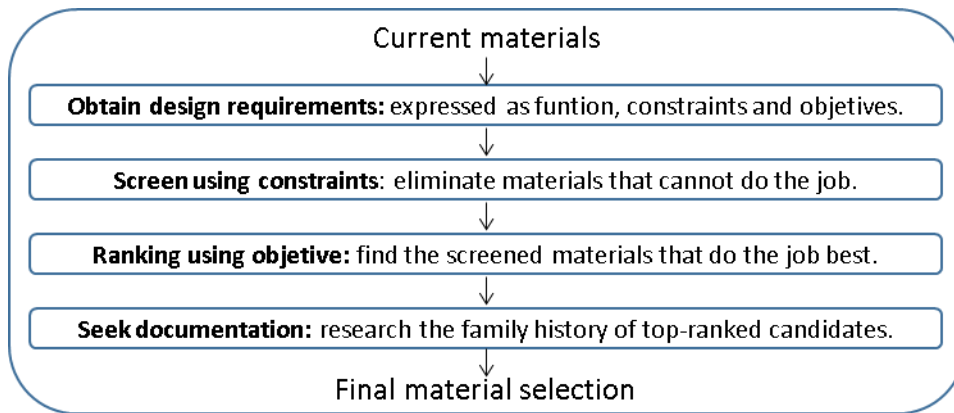 Current materials
Obtain design requirements: expressed as funtion, constraints and objetives.
Screen using constraints: eliminate materials that cannot do the job.
Ranking using objetive: find the screened materials that do the job best.
Seek documentation: research the family history of top-ranked candidates.
Final material selection